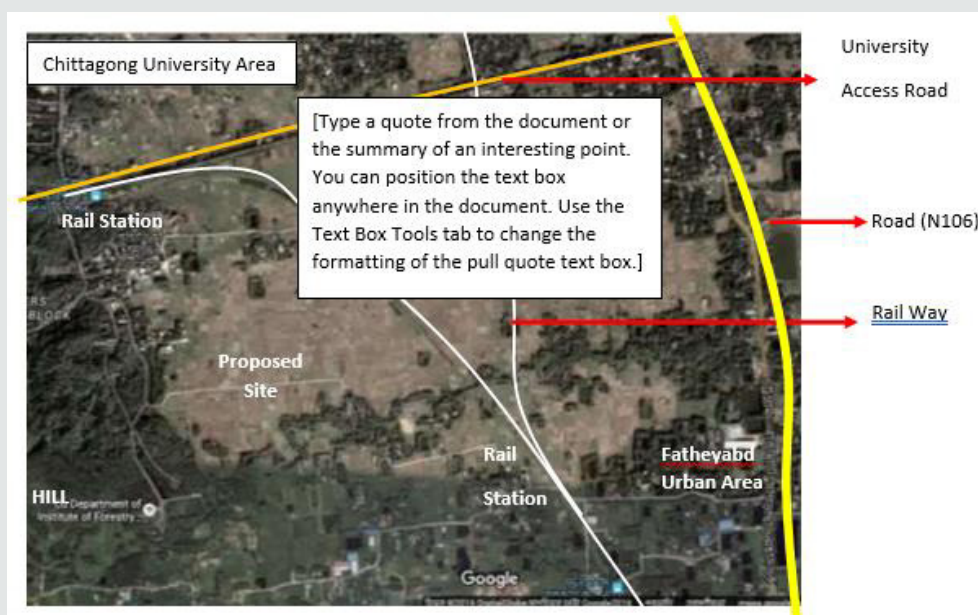 Chittagong University Area
University
Access Road
[Type a quote from the document or
the summary of an interesting point.
You can position the text box
anywhere in the document. Use the
Text Box Tools tab to change the
formatting of the pull quote text box.]
Rail Station
Road (N106)
Rail Way
Proposed
Site
Rail
Station
Fatheyabd
Urban Area
HILL
Department of
Institute of Forestry
Google